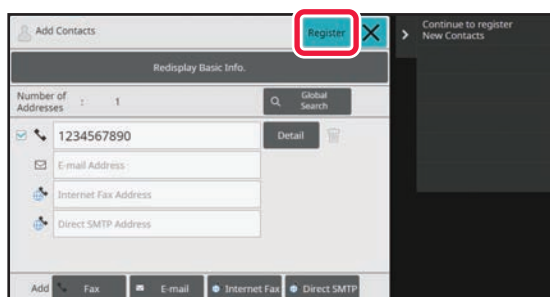 Add Contacts
Register
Continue to register
New Contacts
Redisplay Basic Info.
Number of
Addresses : 1
Global
Search
1234567890
Detail
E-mail Address
Internet Fax Address
Direct SMTP Address
Add Fax E-mail Internet Fax Direct SMTP